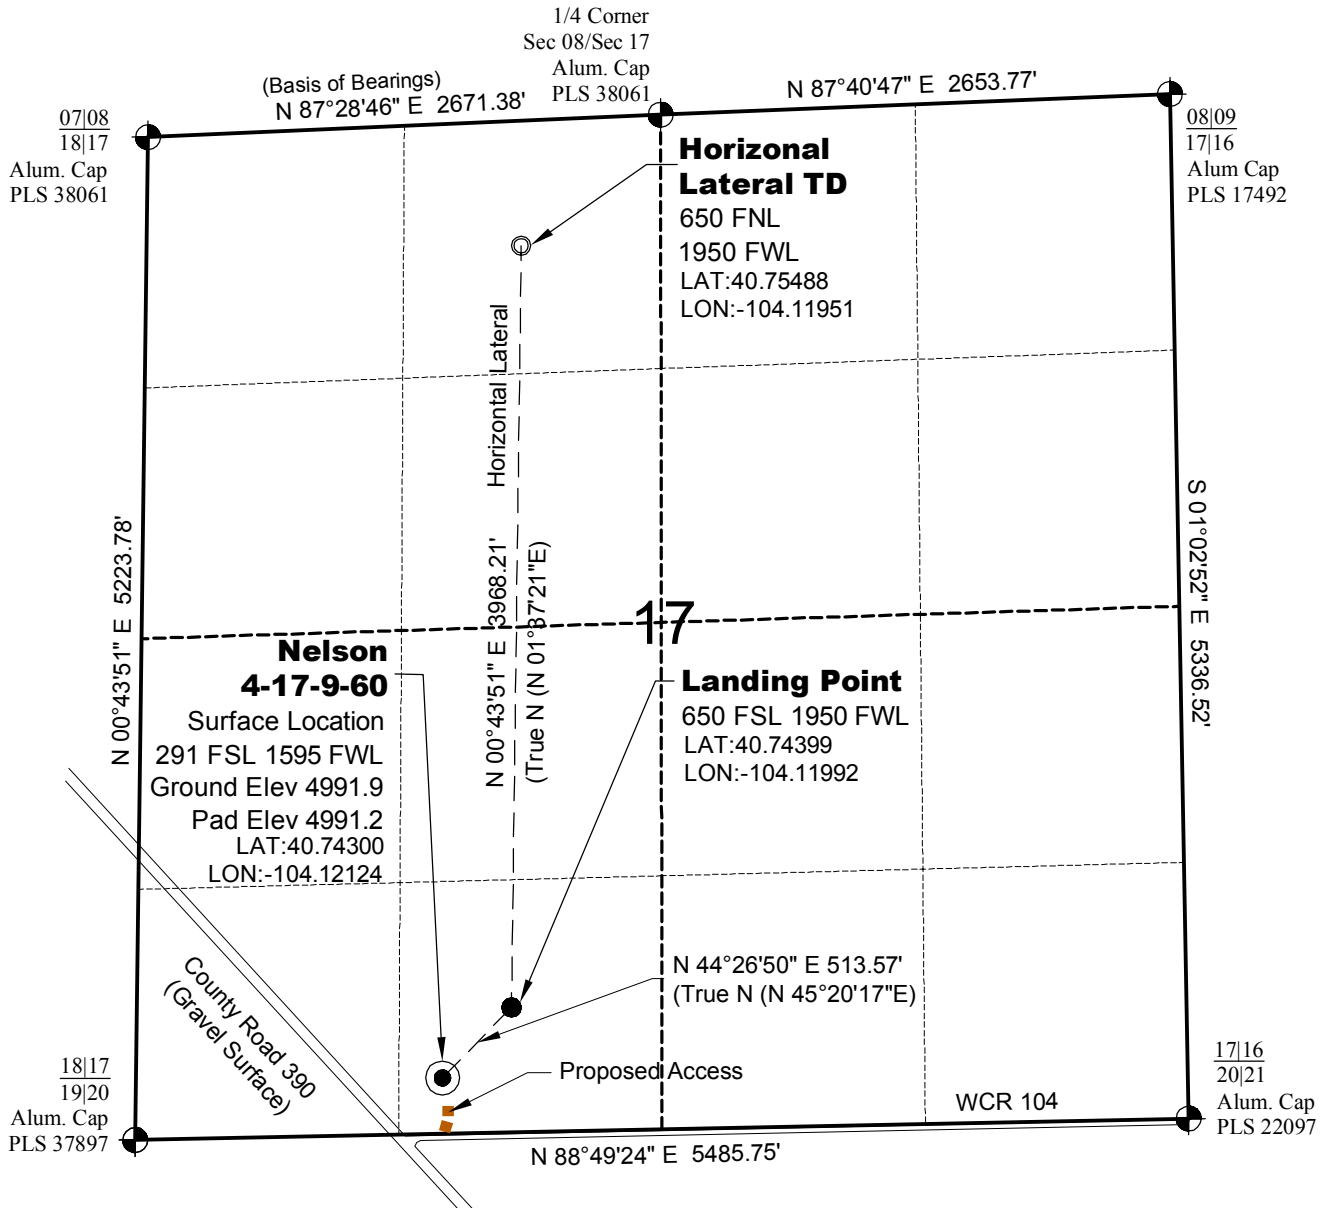 1/4 Corner
Sec 08/Sec 17
Alum. Cap
PLS 38061
(Basis of Bearings)
N 87°28'46" E 2671.38'
N 87°40'47" E 2653.77'
07|08
18|17
Alum. Cap
PLS 38061
08|09
17|16
Alum Cap
PLS 17492
Horizonal
Lateral TD
650 FNL
1950 FWL
LAT:40.75488
LON:-104.11951
Horizontal Lateral
N 00°43'51" E 3968.21'
(True N (N 01°37'21"E)
N 00°43'51" E 5223.78'
S 01°02'52" E 5336.52'
17
Nelson
4-17-9-60
Surface Location
291 FSL 1595 FWL
Ground Elev 4991.9
Pad Elev 4991.2
LAT:40.74300
LON:-104.12124
Landing Point
650 FSL 1950 FWL
LAT:40.74399
LON:-104.11992
N 44°26'50" E 513.57'
(True N (N 45°20'17"E)
County Road 390
(Gravel Surface)
Proposed Access
WCR 104
18|17
19|20
Alum. Cap
PLS 37897
17|16
20|21
Alum. Cap
PLS 22097
N 88°49'24" E 5485.75'